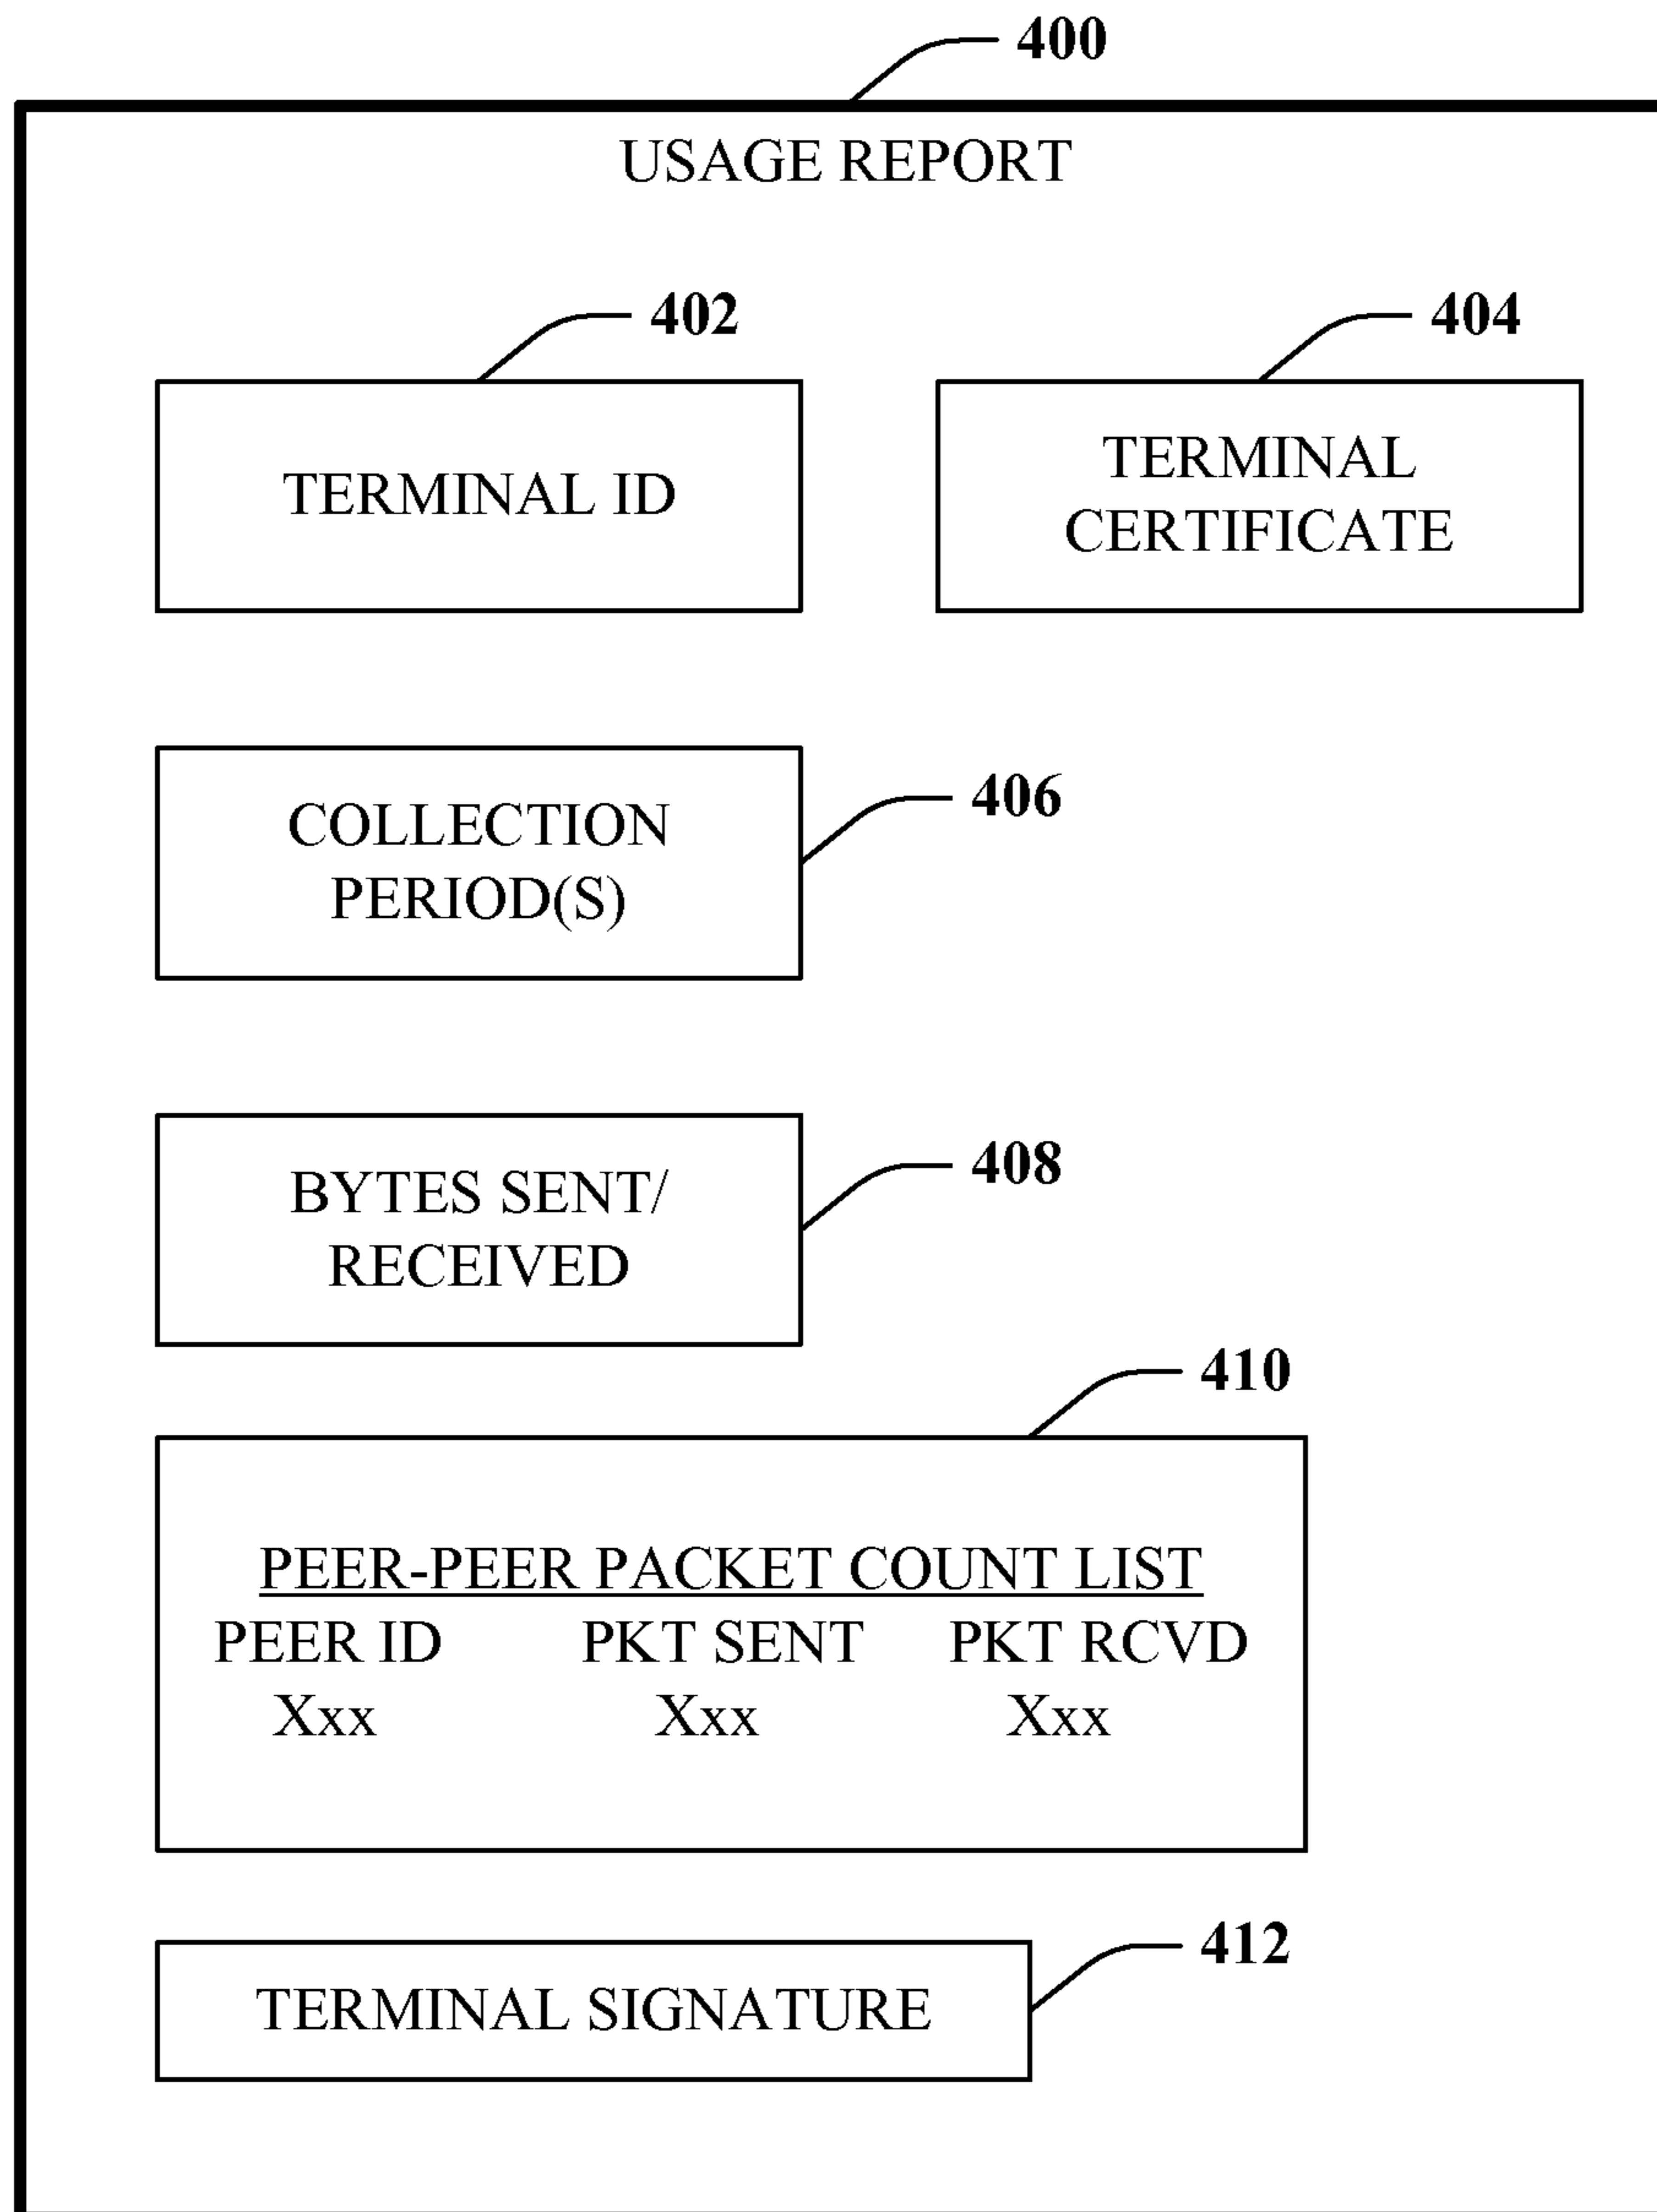 400
USAGE REPORT
402
404
TERMINAL ID
TERMINAL
CERTIFICATE
COLLECTION
PERIOD(S)
406
BYTES SENT/
RECEIVED
408
410
PEER-PEER PACKET COUNT LIST
PEER ID PKT SENT PKT RCVD
Xxx Xxx Xxx
412
TERMINAL SIGNATURE